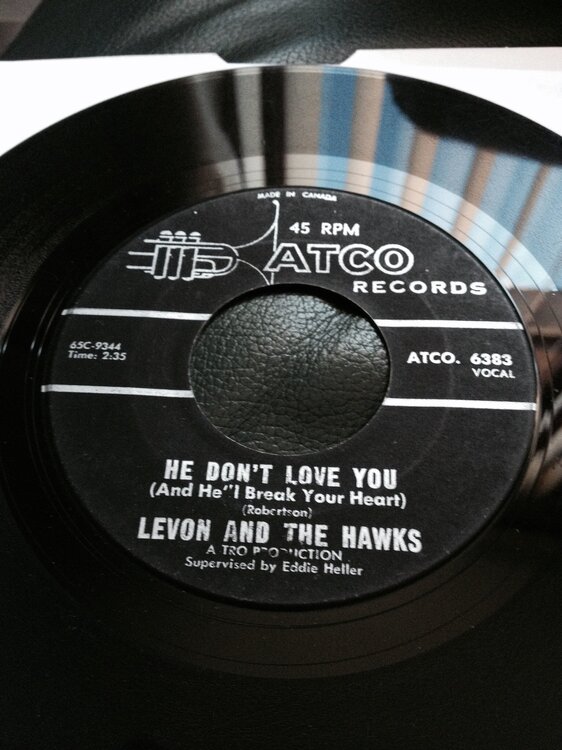 MADE IN CANADA
45 RPM
ATCO
RECORDS
65C-9344
Time: 2:35
ATCO. 6383
VOCAL
HE DON'T LOVE YOU
(And He''l Break Your Heart)
(Robertson)
LEVON AND THE HAWKS
A TRO PRODUCTION
Supervised by Eddie Heller